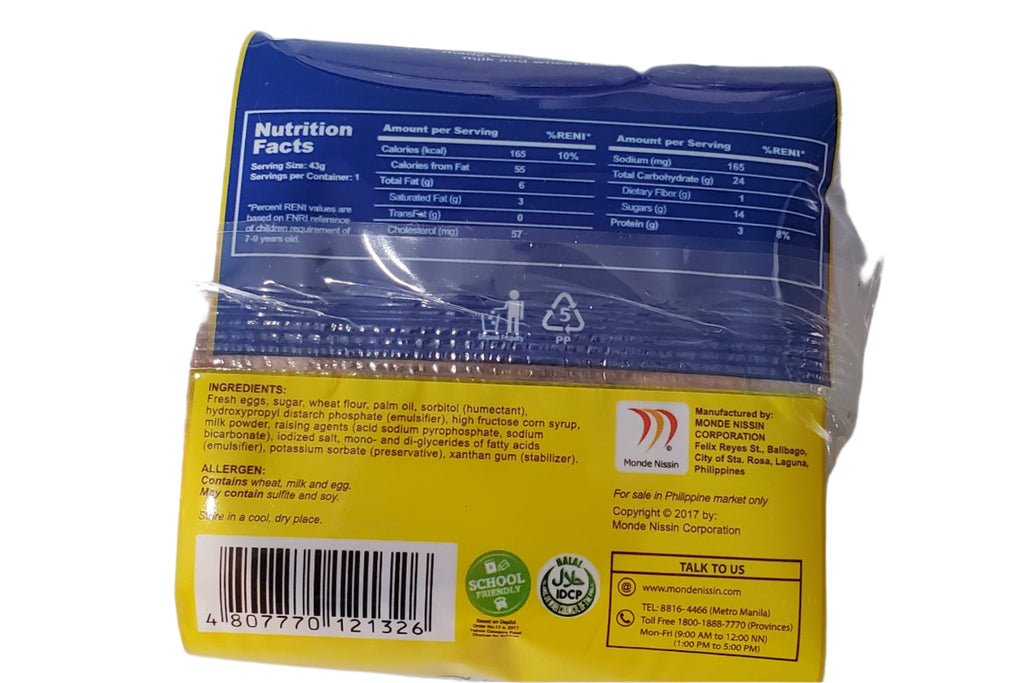 milk and wheat
Nutrition
Facts
Serving Size: 43g
Servings per Container: 1
*Percent RENI values are
based on FNRI reference
of children requirement of
7-9 years old.
Amount per Serving %RENI*
Calories (kcal) 165 10%
Calories from Fat 55
Total Fat (g) 6
Saturated Fat (g) 3
TransFat (g) 0
Cholesterol (mg) 57
Amount per Serving %RENI*
Sodium (mg) 165
Total Carbohydrate (g) 24
Dietary Fiber (g) 1
Sugars (g) 14
Protein (g) 3 8%
5
PP
INGREDIENTS:
Fresh eggs, sugar, wheat flour, palm oil, sorbitol (humectant),
hydroxypropyl distarch phosphate (emulsifier), high fructose corn syrup,
milk powder, raising agents (acid sodium pyrophosphate, sodium
bicarbonate), iodized salt, mono- and di-glycerides of fatty acids
(emulsifier), potassium sorbate (preservative), xanthan gum (stabilizer).
ALLERGEN:
Contains wheat, milk and egg.
May contain sulfite and soy.
Store in a cool, dry place.
Monde Nissin
®
Manufactured by:
MONDE NISSIN
CORPORATION
Felix Reyes St., Balibago,
City of Sta. Rosa, Laguna,
Philippines
For sale in Philippine market only
Copyright © 2017 by:
Monde Nissin Corporation
4 807770 121326
SCHOOL
FRIENDLY
Based on DepEd
HALAL
حلال
IDCP
TALK TO US
@ www.mondenissin.com
TEL: 8816-4466 (Metro Manila)
Toll Free 1800-1888-7770 (Provinces)
Mon-Fri (9:00 AM to 12:00 NN)
(1:00 PM to 5:00 PM)